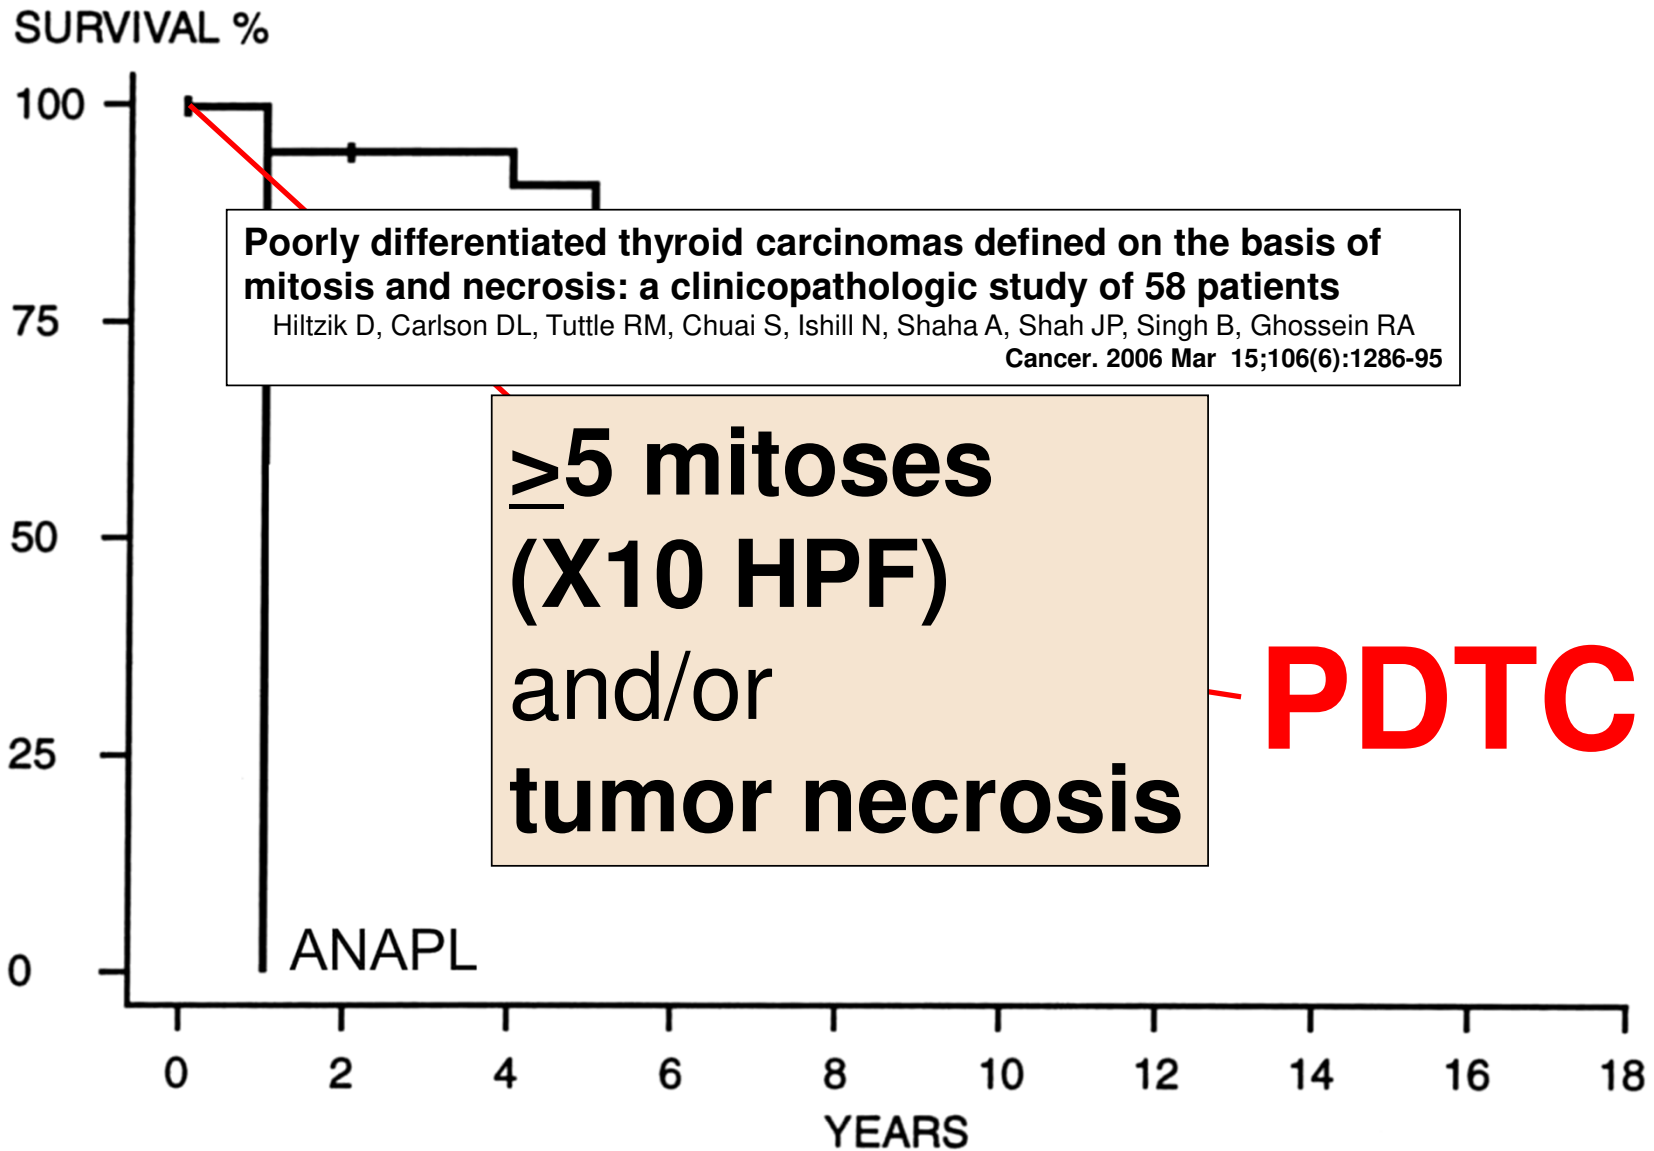 SURVIVAL %
100
75
50
25
0
Poorly differentiated thyroid carcinomas defined on the basis of
mitosis and necrosis: a clinicopathologic study of 58 patients
Hiltzik D, Carlson DL, Tuttle RM, Chuai S, Ishill N, Shaha A, Shah JP, Singh B, Ghossein RA
Cancer. 2006 Mar 15;106(6):1286-95
>5 mitoses
(X10 HPF)
and/or
tumor necrosis
PDTC
ANAPL
0 2 4 6 8 10 12 14 16 18
YEARS